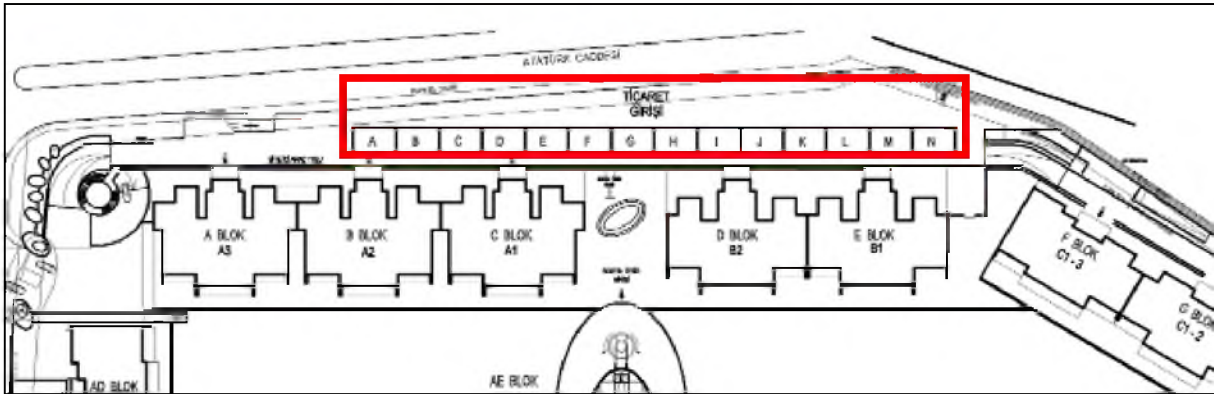 ATATÜRK CADDESİ
TİCARET
GİRİŞİ
A B C D E F G H I J K L M N
A BLOK
A3
B BLOK
A2
C BLOK
A1
D BLOK
B2
E BLOK
B1
F BLOK
C1 - 3
G BLOK
C1 - 2
AD BLOK
AE BLOK